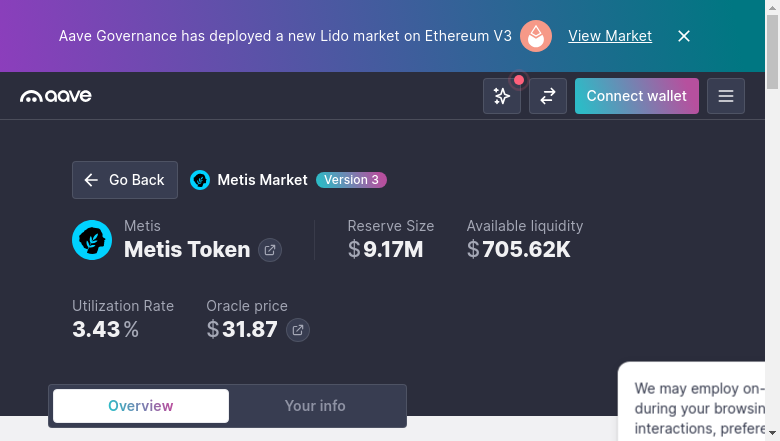 Aave Governance has deployed a new Lido market on Ethereum V3 View Market
aave Connect wallet
Go Back Metis Market Version 3
Metis
Metis Token
Reserve Size
$9.17M
Available liquidity
$705.62K
Utilization Rate
3.43%
Oracle price
$31.87
Overview Your info
We may employ on-
during your browsin
interactions, prefere